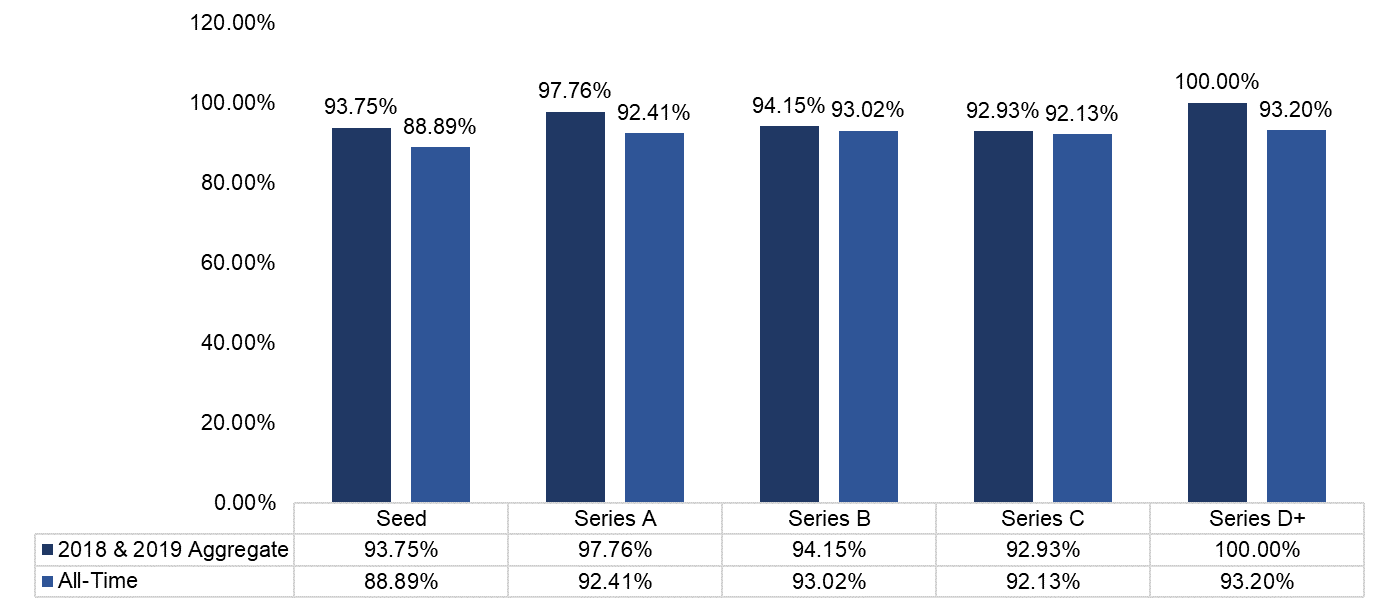 120.00%
100.00%
80.00%
60.00%
40.00%
20.00%
0.00%
93.75% 88.89% 97.76% 92.41% 94.15% 93.02% 92.93% 92.13% 100.00% 93.20%
Seed Series A Series B Series C Series D+
2018 & 2019 Aggregate 93.75% 97.76% 94.15% 92.93% 100.00%
All-Time 88.89% 92.41% 93.02% 92.13% 93.20%